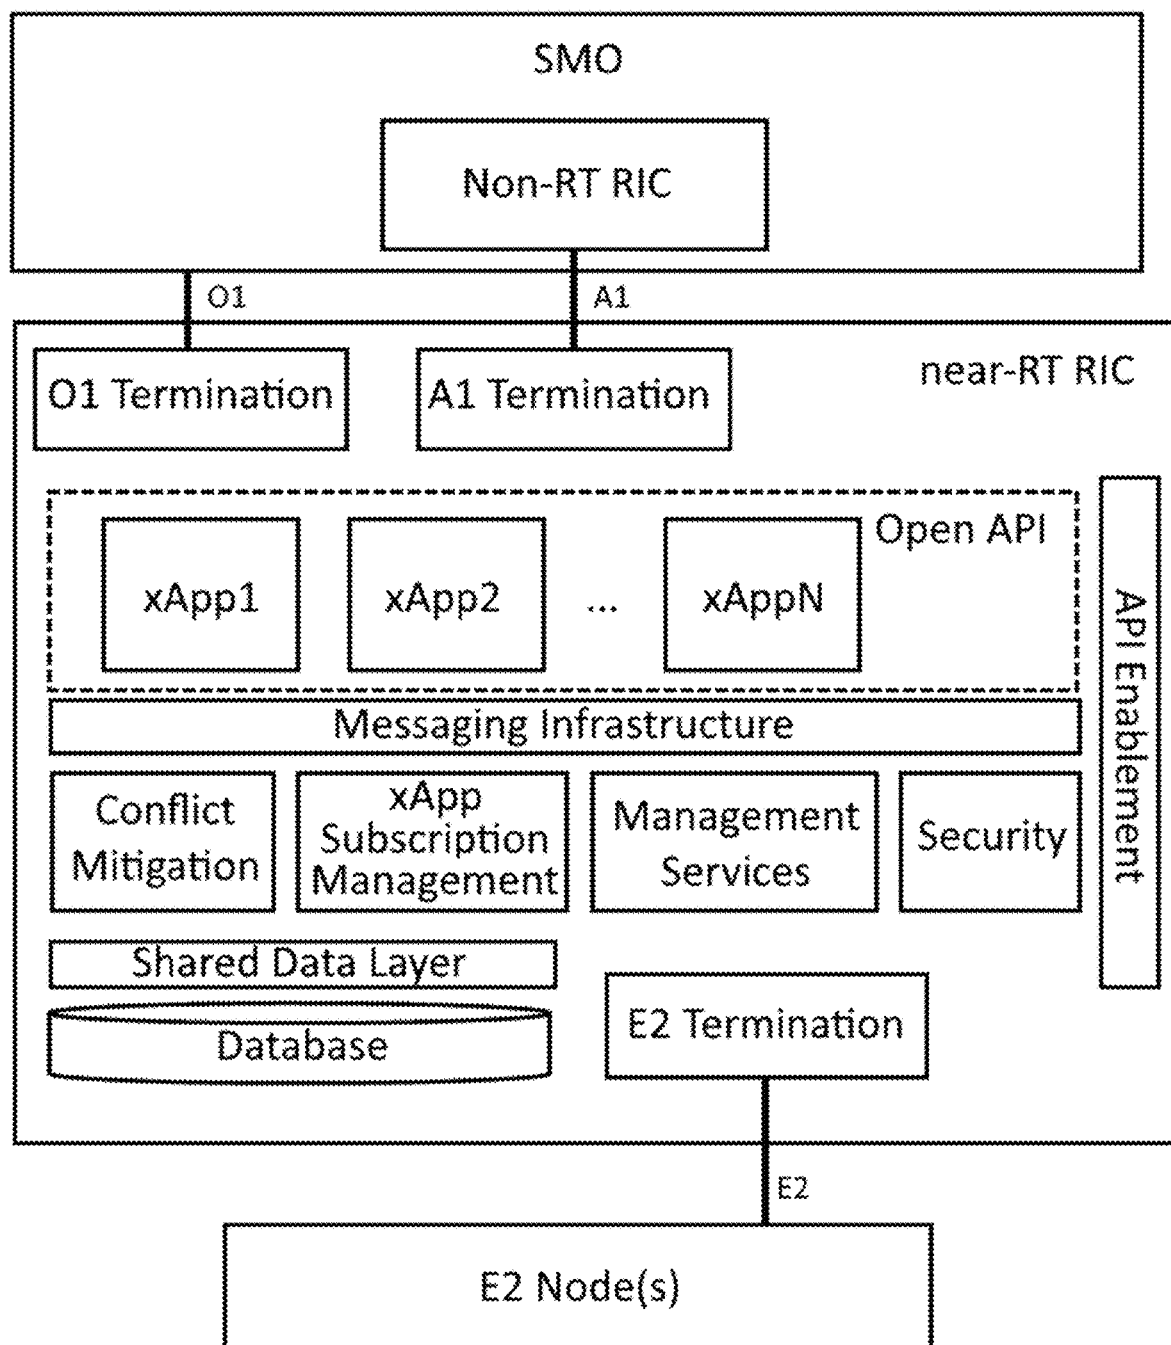 SMO
Non-RT RIC
O1
A1
near-RT RIC
O1 Termination
A1 Termination
Open API
xApp1
xApp2
...
xAppN
API Enablement
Messaging Infrastructure
Conflict
Mitigation
xApp
Subscription
Management
Management
Services
Security
Shared Data Layer
Database
E2 Termination
E2
E2 Node(s)